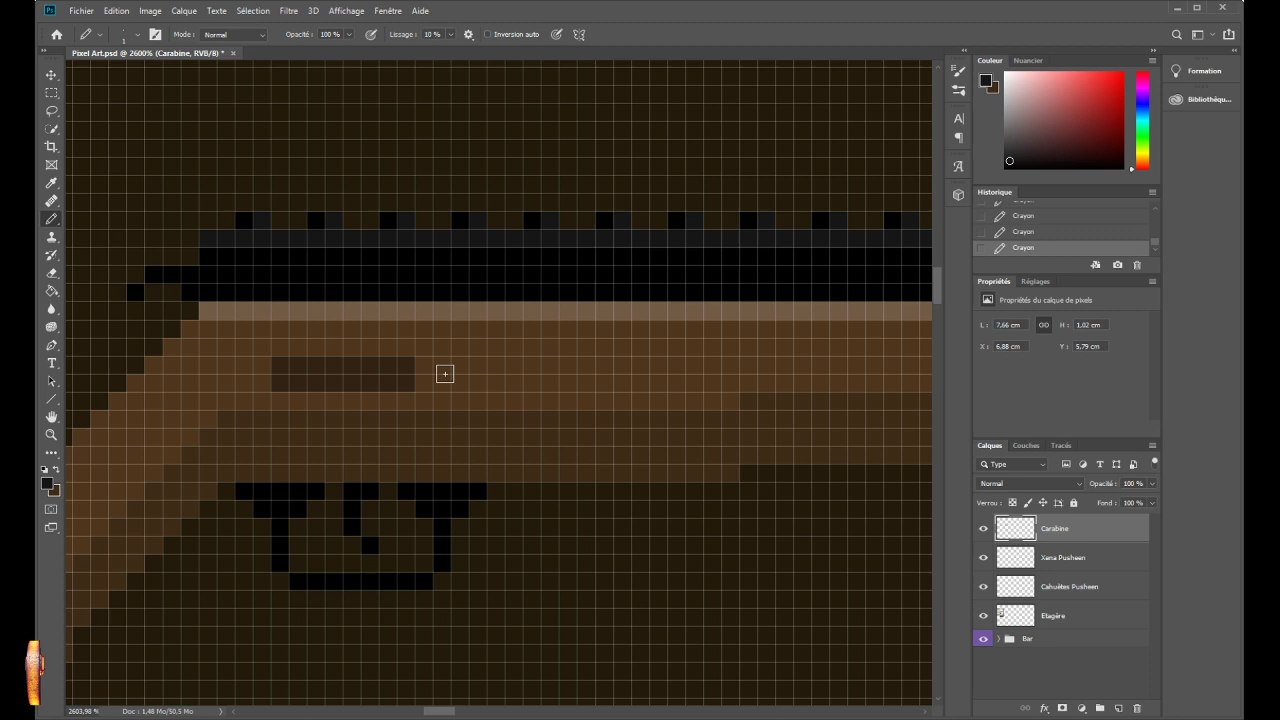 Ps Fichier Edition Image Calque Texte Sélection Filtre 3D Affichage Fenêtre Aide
1 Mode : Normal Opacité : 100 % Lissage : 10 % Inversion auto
Pixel Art.psd @ 2600% (Carabine, RVB/8) * ×
Couleur Nuancier
Formation
Bibliothèqu...
Historique
Crayon
Crayon
Crayon
Propriétés Réglages
Propriétés du calque de pixels
L : 7,66 cm H : 1,02 cm
X : 6,88 cm Y : 5,79 cm
Calques Couches Tracés
Type
Normal Opacité : 100 %
Verrou : Fond : 100 %
Carabine
Xena Pusheen
Cahuètes Pusheen
Etagère
Bar
2603,98 % Doc : 1,48 Mo/50,5 Mo